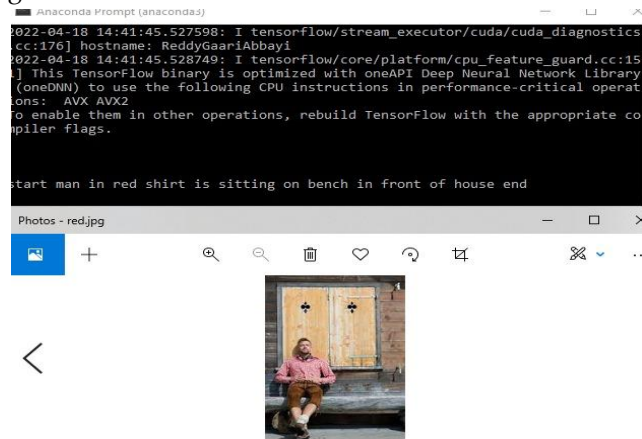 g
Anaconda Prompt (anaconda3)
2022-04-18 14:41:45.527598: I tensorflow/stream_executor/cuda/cuda_diagnostics
.cc:176] hostname: ReddyGaariAbbayi
2022-04-18 14:41:45.528749: I tensorflow/core/platform/cpu_feature_guard.cc:15
1] This TensorFlow binary is optimized with oneAPI Deep Neural Network Library
(oneDNN) to use the following CPU instructions in performance-critical operat
ions: AVX AVX2
To enable them in other operations, rebuild TensorFlow with the appropriate co
mpiler flags.
start man in red shirt is sitting on bench in front of house end
Photos - red.jpg